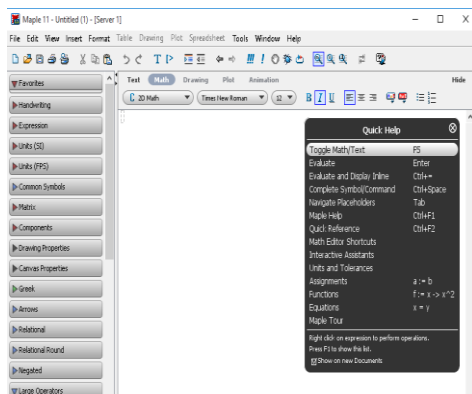 Maple 11 - Untitled (1) - [Server 1]
File Edit View Insert Format Table Drawing Plot Spreadsheet Tools Window Help
Text Math Drawing Plot Animation Hide
C 2D Math Times New Roman 12 B I U
Favorites
Handwriting
Expression
Units (SI)
Units (FPS)
Common Symbols
Matrix
Components
Drawing Properties
Canvas Properties
Greek
Arrows
Relational
Relational Round
Negated
Large Operators
Quick Help
Toggle Math/Text F5
Evaluate Enter
Evaluate and Display Inline Ctrl+=
Complete Symbol/Command Ctrl+Space
Navigate Placeholders Tab
Maple Help Ctrl+F1
Quick Reference Ctrl+F2
Math Editor Shortcuts
Interactive Assistants
Units and Tolerances
Assignments a := b
Functions f := x -> x^2
Equations x = y
Maple Tour
Right click on expression to perform operations.
Press F1 to show this list.
Show on new Documents